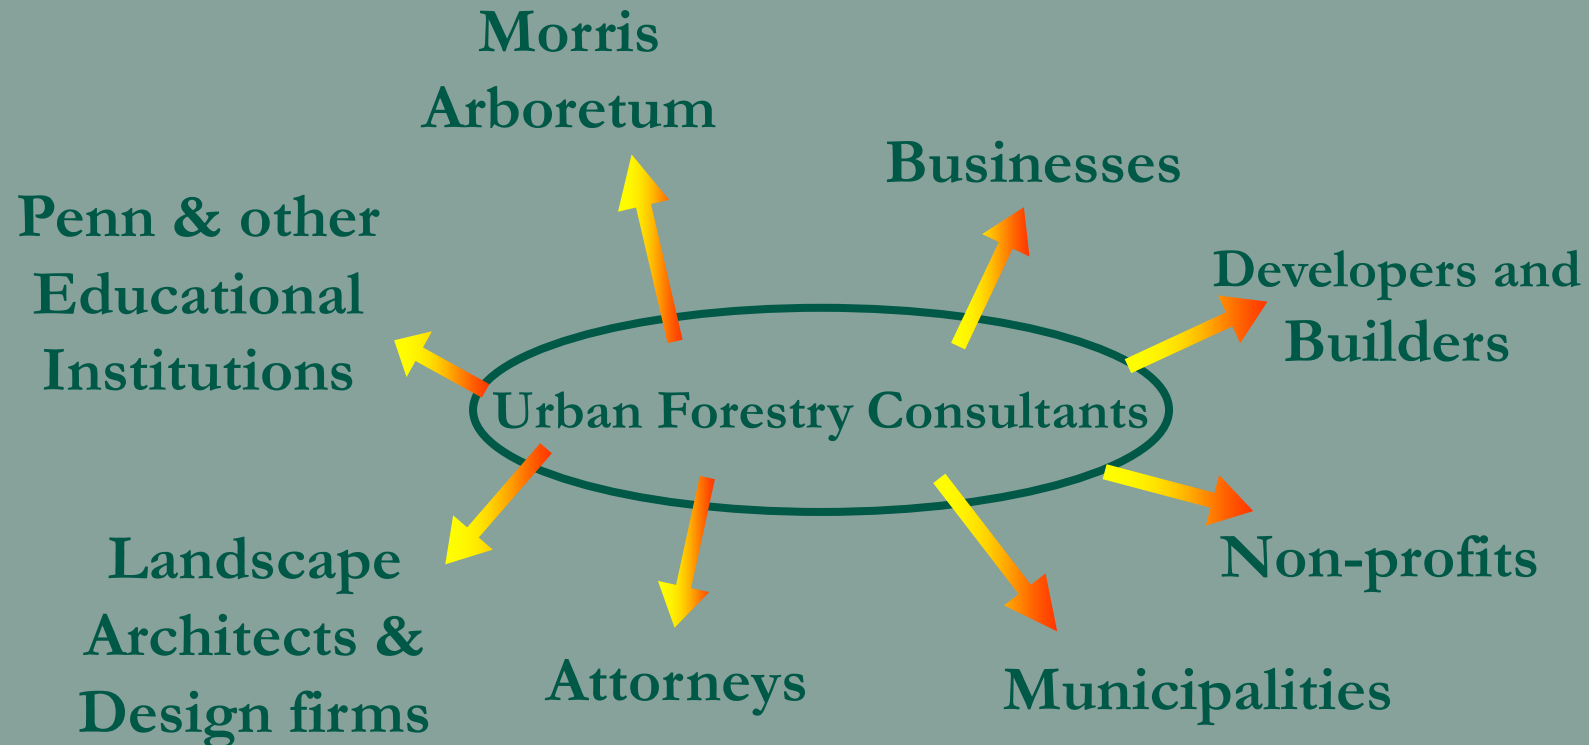 Morris
Arboretum
Businesses
Penn & other
Educational
Institutions
Developers and
Builders
Urban Forestry Consultants
Landscape
Architects &
Design firms
Attorneys
Municipalities
Non-profits